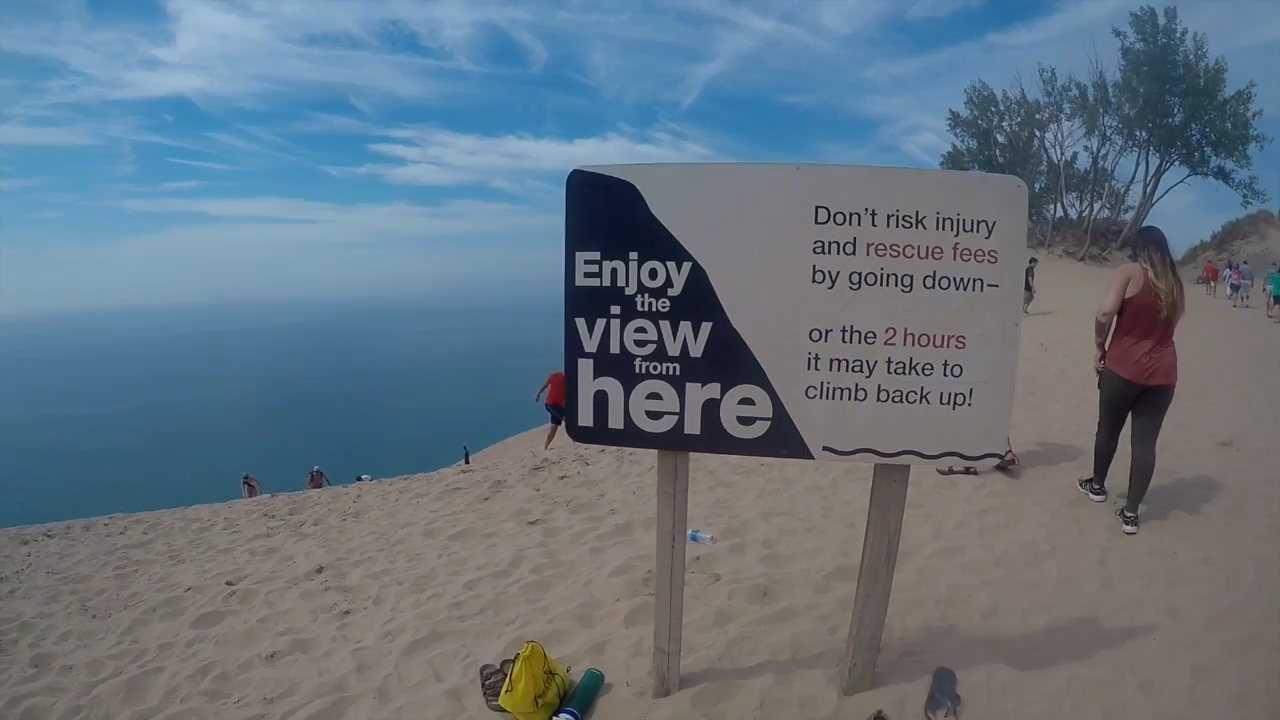 Enjoy
the
view
from
here
Don't risk injury
and rescue fees
by going down–
or the 2 hours
it may take to
climb back up!